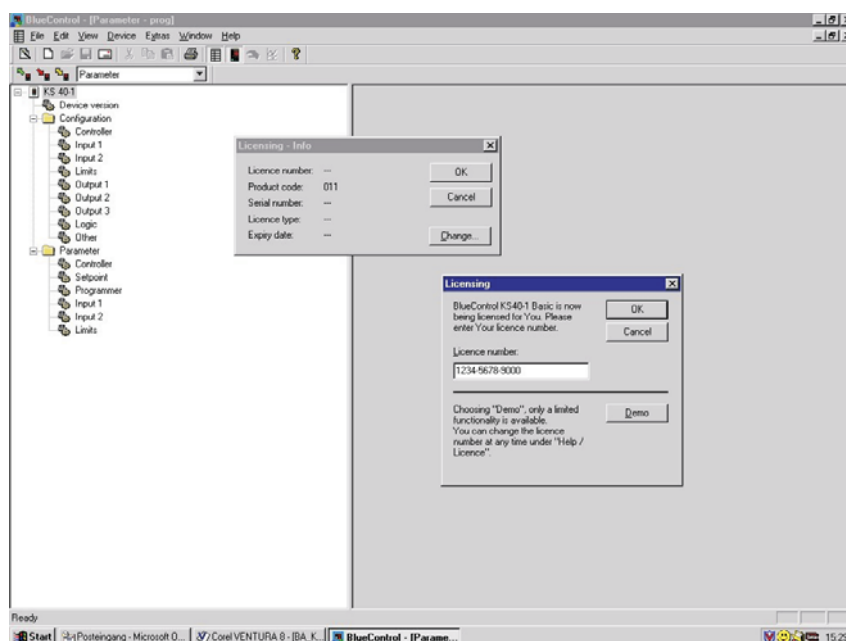 BlueControl - [Parameter - prog]
File Edit View Device Extras Window Help
Parameter
KS 40-1
Device version
Configuration
Controller
Input 1
Input 2
Limits
Output 1
Output 2
Output 3
Logic
Other
Parameter
Controller
Setpoint
Programmer
Input 1
Input 2
Limits
Licensing - Info
Licence number: ---
Product code: 011
Serial number: ---
Licence type: ---
Expiry date: ---
OK
Cancel
Change...
Licensing
BlueControl KS40-1 Basic is now
being licensed for You. Please
enter Your licence number.
OK
Cancel
Licence number:
1234-5678-9000
Choosing "Demo", only a limited
functionality is available.
You can change the licence
number at any time under "Help /
Licence".
Demo
Ready
Start Posteingang - Microsoft O... Corel VENTURA 8 - [BA_K... BlueControl - [Parame...